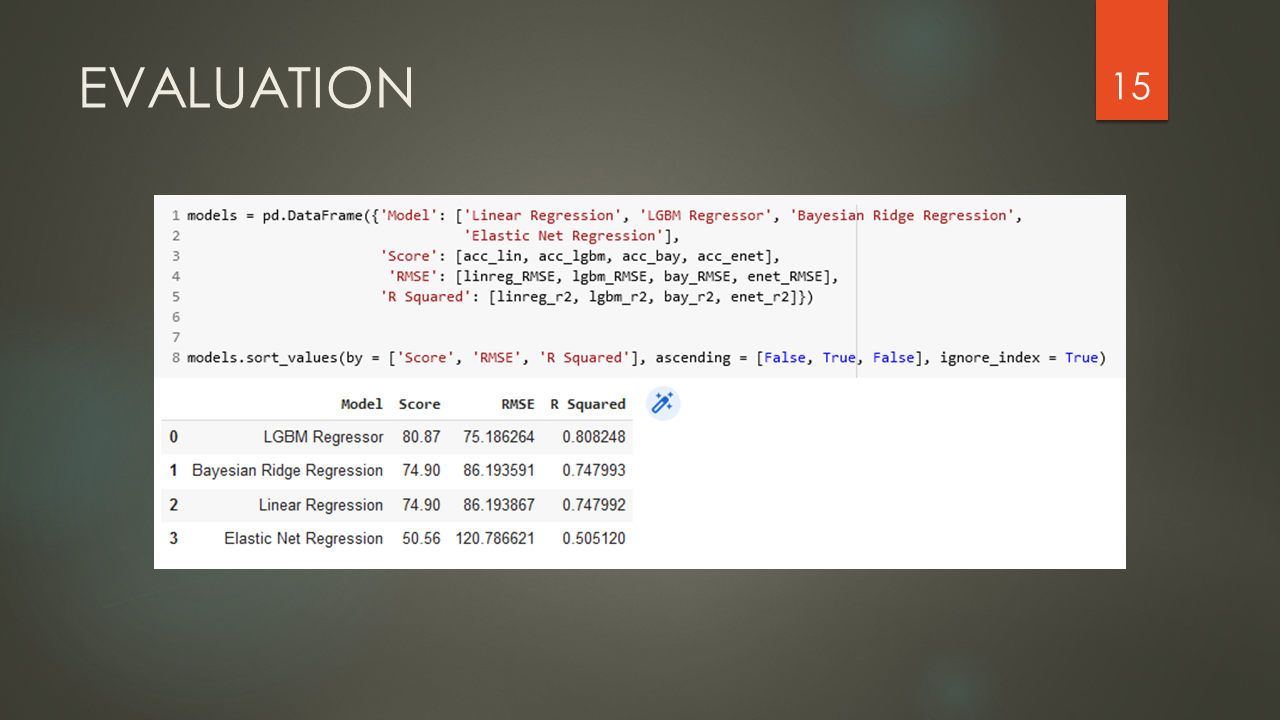 EVALUATION
15
1 models = pd.DataFrame({'Model': ['Linear Regression', 'LGBM Regressor', 'Bayesian Ridge Regression',
2 'Elastic Net Regression'],
3 'Score': [acc_lin, acc_lgbm, acc_bay, acc_enet],
4 'RMSE': [linreg_RMSE, lgbm_RMSE, bay_RMSE, enet_RMSE],
5 'R Squared': [linreg_r2, lgbm_r2, bay_r2, enet_r2]})
6
7
8 models.sort_values(by = ['Score', 'RMSE', 'R Squared'], ascending = [False, True, False], ignore_index = True)
Model Score RMSE R Squared
0 LGBM Regressor 80.87 75.186264 0.808248
1 Bayesian Ridge Regression 74.90 86.193591 0.747993
2 Linear Regression 74.90 86.193867 0.747992
3 Elastic Net Regression 50.56 120.786621 0.505120